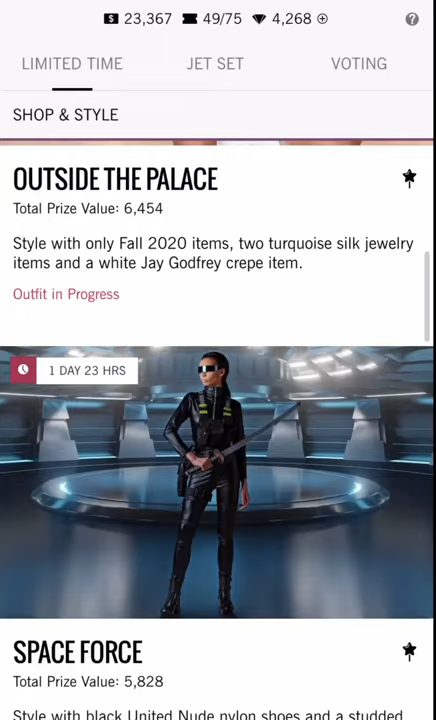 23,367 49/75 4,268
LIMITED TIME JET SET VOTING
SHOP & STYLE
OUTSIDE THE PALACE
Total Prize Value: 6,454
Style with only Fall 2020 items, two turquoise silk jewelry
items and a white Jay Godfrey crepe item.
Outfit in Progress
1 DAY 23 HRS
SPACE FORCE
Total Prize Value: 5,828
Style with black United Nude nylon shoes and a studded